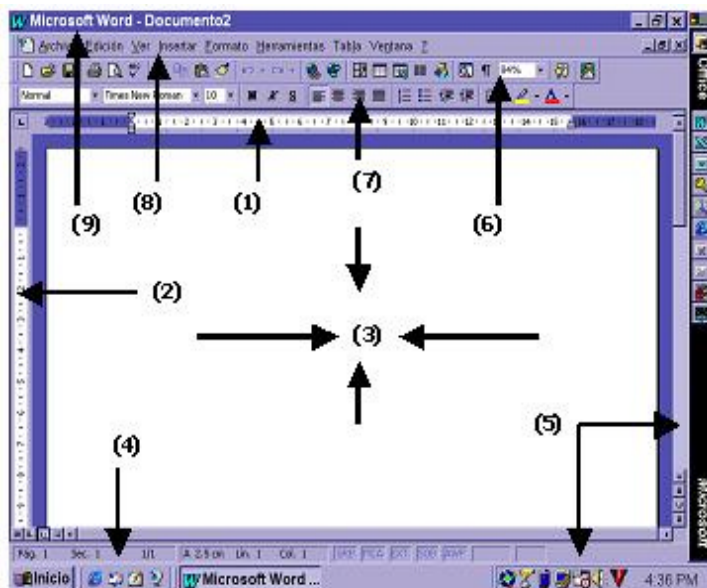 Microsoft Word - Documento2
Archivo Edición Ver Insertar Formato Herramientas Tabla Ventana ?
84%
Normal Times New Roman 10 N K S
(9) (8) (1) (7) (6)
(2)
(3)
(4) (5)
Office
Microsoft
Pág. 1 Sec. 1 1/1 A 2.5 cm Lín. 1 Col. 1
Inicio Microsoft Word ... 4:36 PM